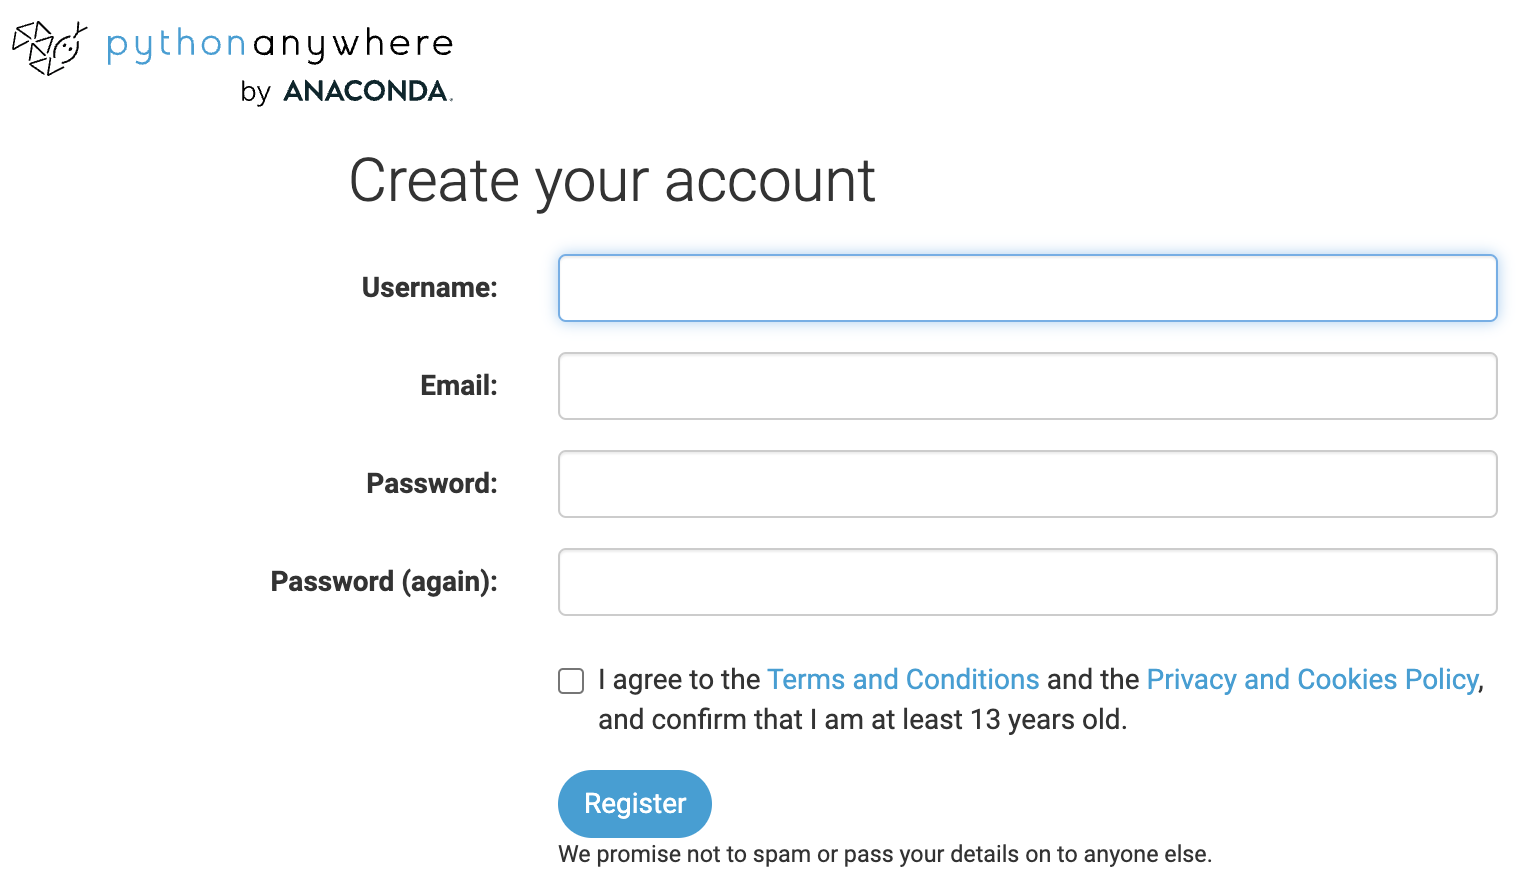 pythonanywhere
by ANACONDA.
Create your account
Username:
Email:
Password:
Password (again):
I agree to the Terms and Conditions and the Privacy and Cookies Policy,
and confirm that I am at least 13 years old.
Register
We promise not to spam or pass your details on to anyone else.